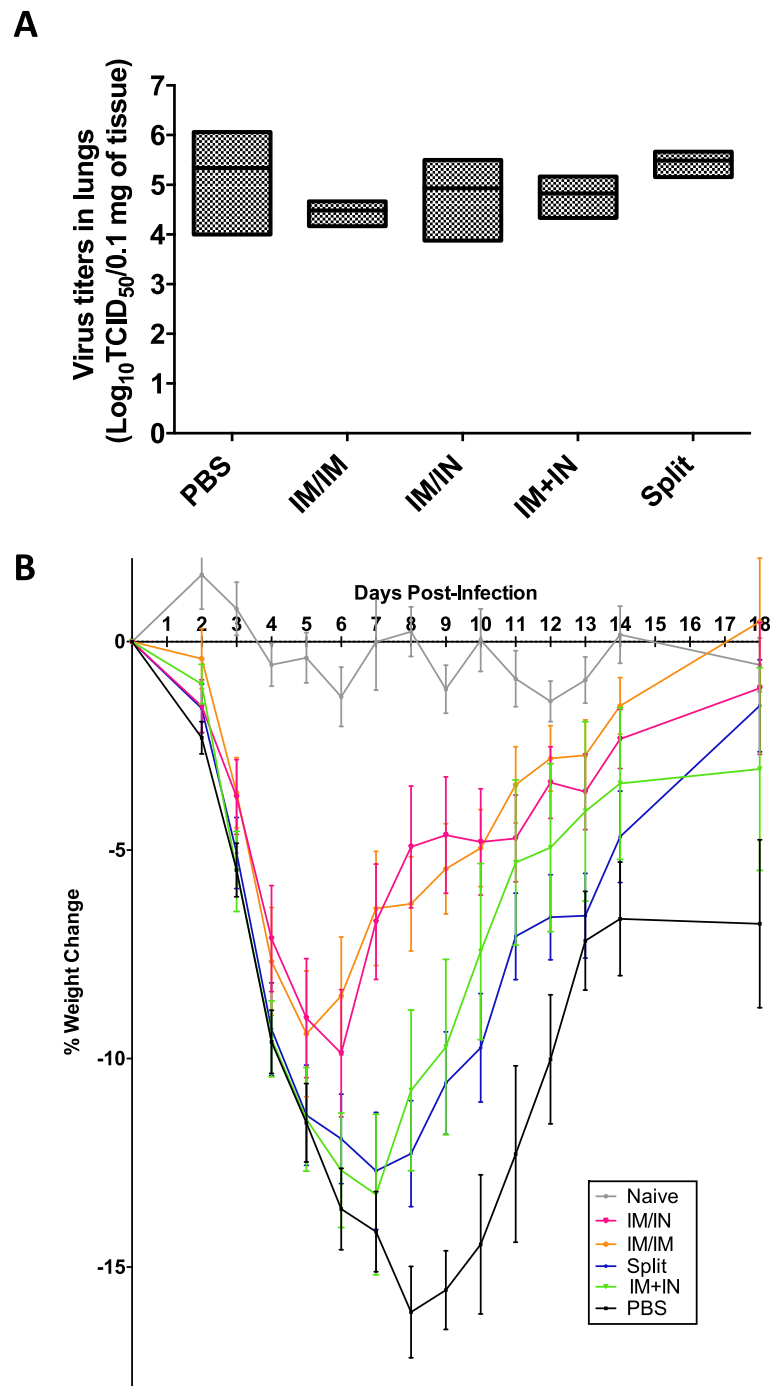 A
Virus titers in lungs
(Log10TCID50/0.1 mg of tissue)
7
6
5
4
3
2
1
0
PBS
IM/IM
IM/IN
IM+IN
Split
B
Days Post-Infection
1 2 3 4 5 6 7 8 9 10 11 12 13 14 15 16 17 18
0
-5
-10
-15
% Weight Change
Naive
IM/IN
IM/IM
Split
IM+IN
PBS